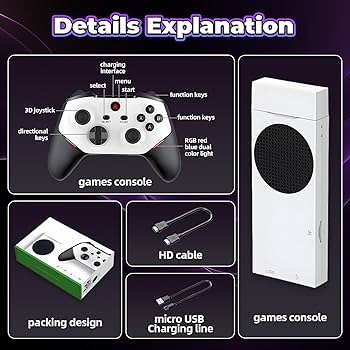 Details Explanation
charging
interface
menu
select
start
function keys
3D joystick
function keys
directional
keys
RGB red
blue dual
color light
games console
packing design
HD cable
micro USB
Charging line
games console